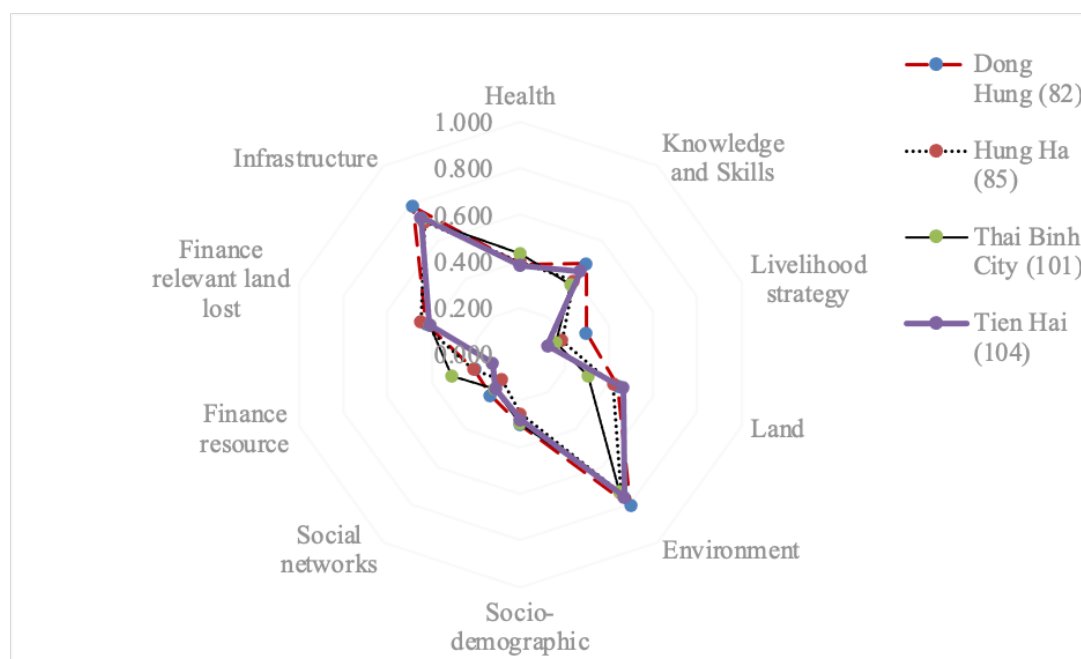 Health
1.000
0.800
0.600
0.400
0.200
0.000
Knowledge
and Skills
Livelihood
strategy
Land
Environment
Socio-
demographic
Social
networks
Finance
resource
Finance
relevant land
lost
Infrastructure
Dong
Hung (82)
Hung Ha
(85)
Thai Binh
City (101)
Tien Hai
(104)